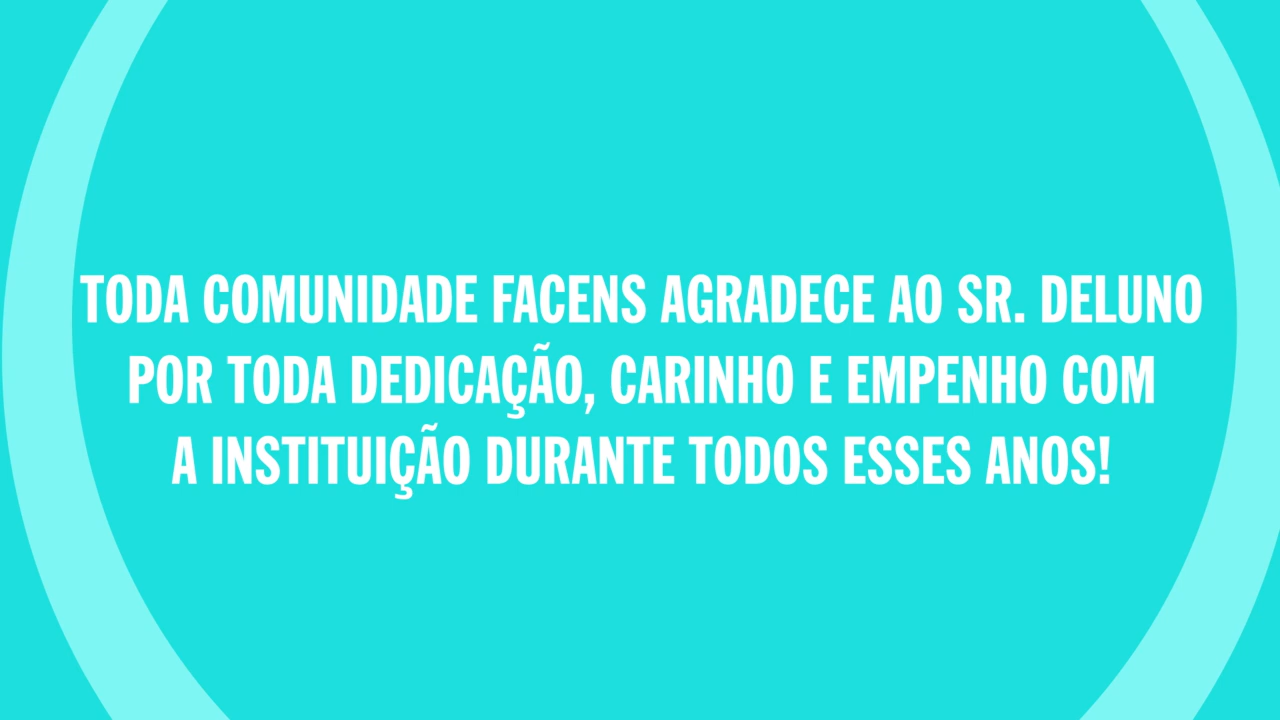 TODA COMUNIDADE FACENS AGRADECE AO SR. DELUNO
POR TODA DEDICAÇÃO, CARINHO E EMPENHO COM
A INSTITUIÇÃO DURANTE TODOS ESSES ANOS!